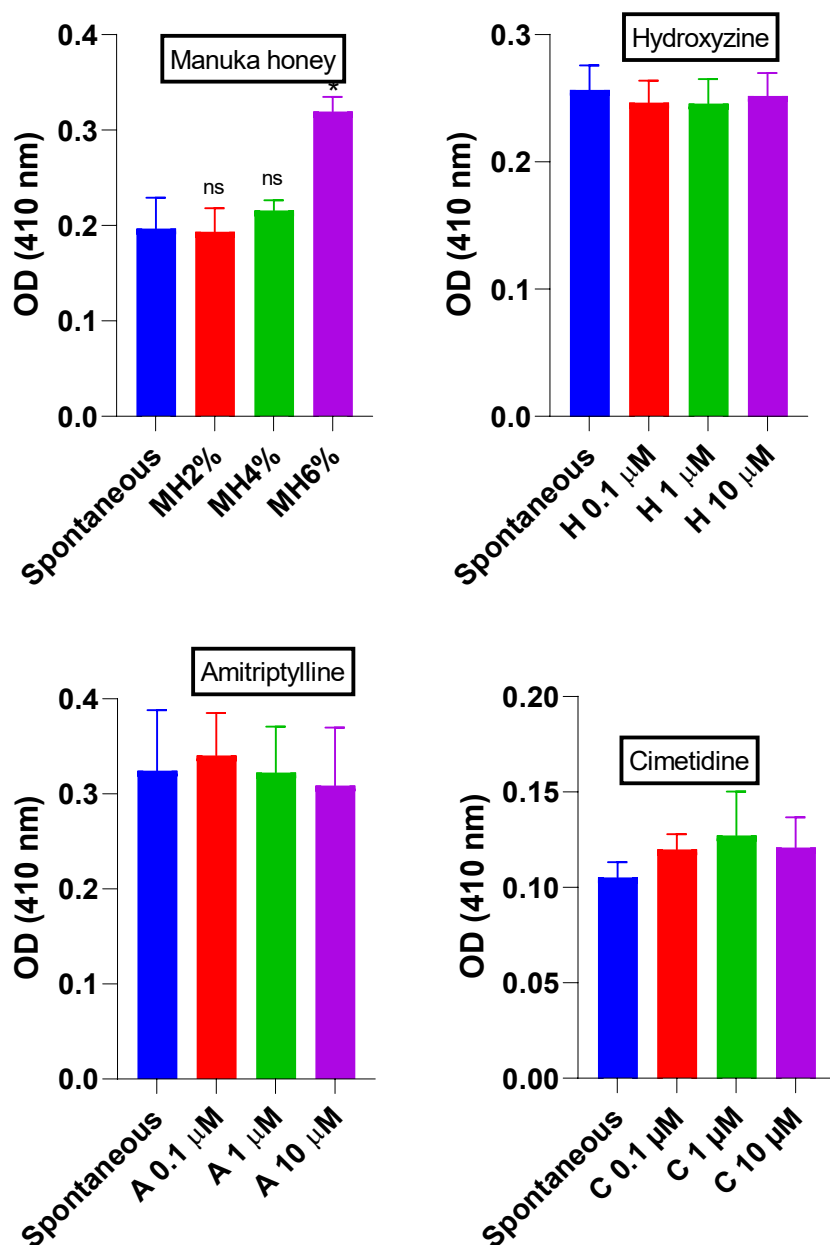 Manuka honey
OD (410 nm)
0.4
0.3
0.2
0.1
0.0
ns
ns
*
Spontaneous
MH2%
MH4%
MH6%
Hydroxyzine
OD (410 nm)
0.3
0.2
0.1
0.0
Spontaneous
H 0.1 μM
H 1 μM
H 10 μM
Amitriptylline
OD (410 nm)
0.4
0.3
0.2
0.1
0.0
Spontaneous
A 0.1 μM
A 1 μM
A 10 μM
Cimetidine
OD (410 nm)
0.20
0.15
0.10
0.05
0.00
Spontaneous
C 0.1 µM
C 1 µM
C 10 µM